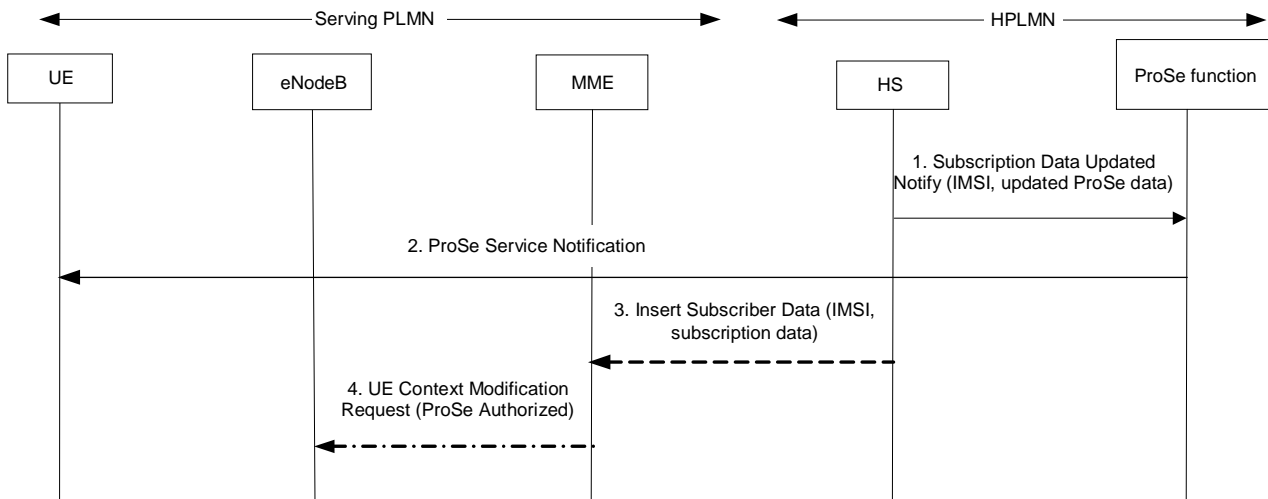 Serving PLMN
HPLMN
UE
eNodeB
MME
HS
ProSe function
1. Subscription Data Updated
Notify (IMSI, updated ProSe data)
2. ProSe Service Notification
3. Insert Subscriber Data (IMSI,
subscription data)
4. UE Context Modification
Request (ProSe Authorized)